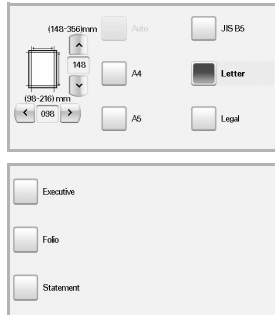 (148-356)mm
148
(98-216) mm
098
Auto
A4
A5
JIS B5
Letter
Legal
Executive
Folio
Statement